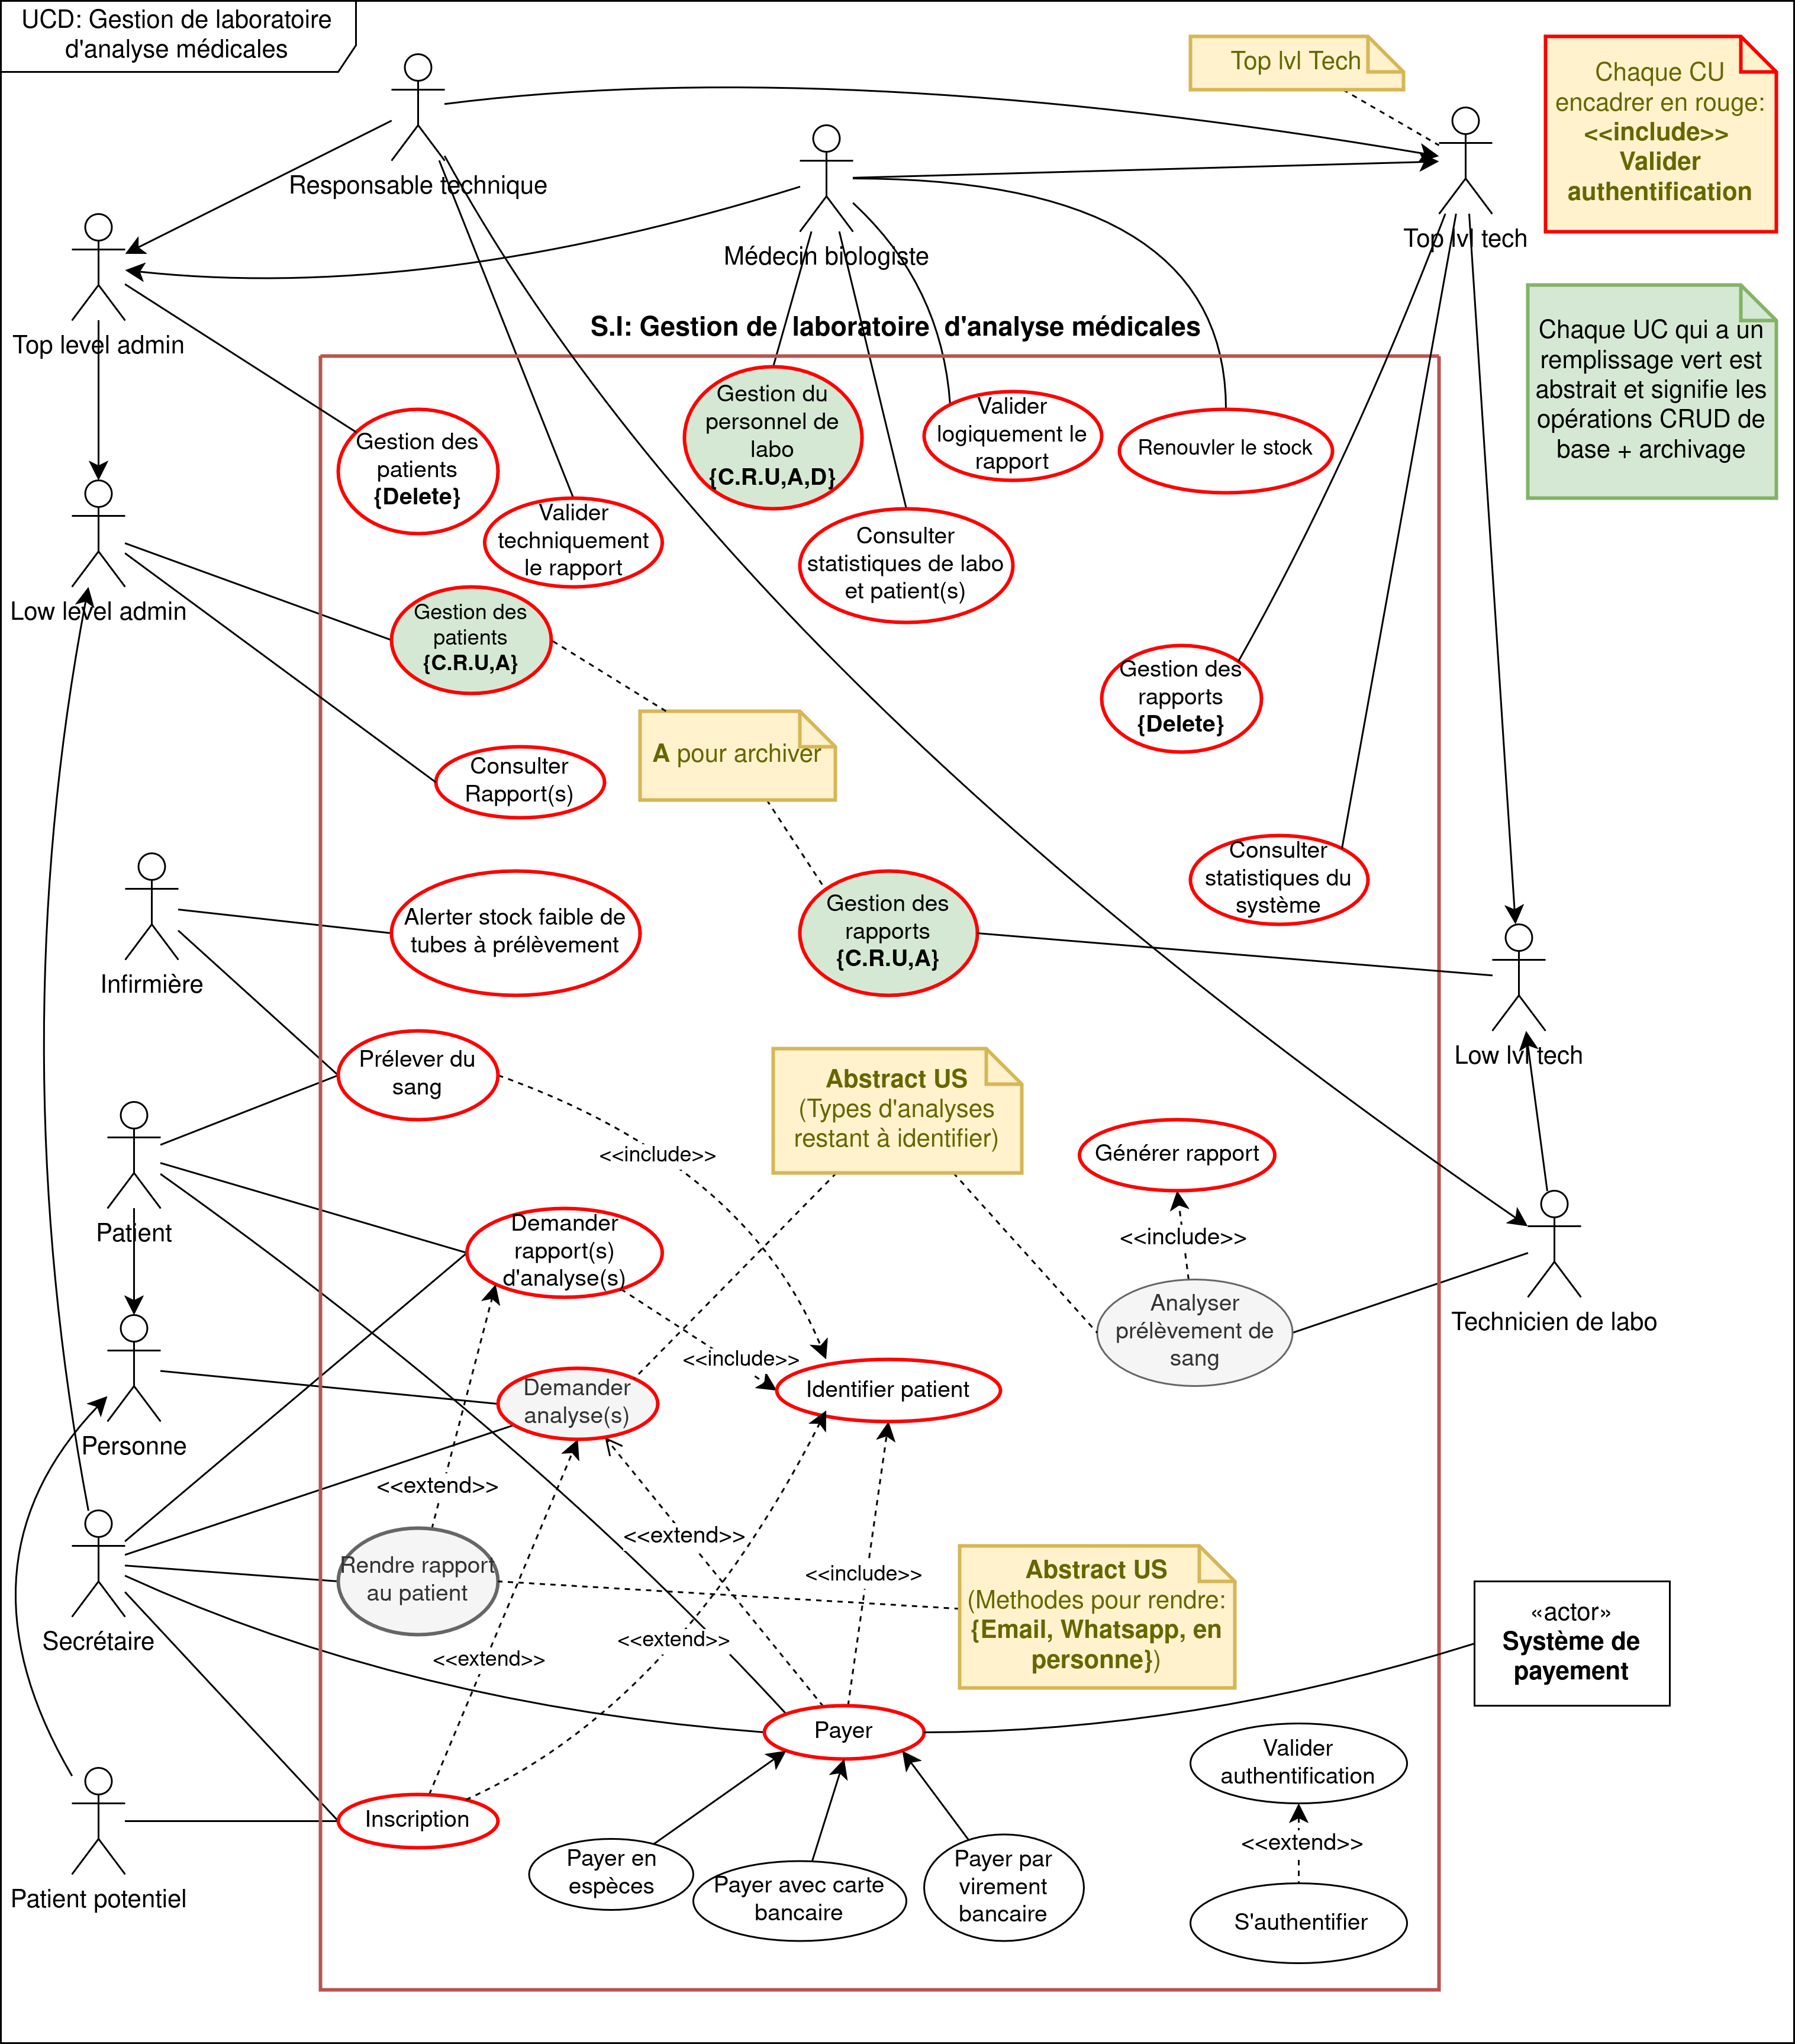 UCD: Gestion de laboratoire
d'analyse médicales
Top lvl Tech
Chaque CU
encadrer en rouge:
<<include>>
Valider
authentification
Responsable technique
Médecin biologiste
Top lvl tech
Top level admin
S.I: Gestion de laboratoire d'analyse médicales
Chaque UC qui a un
remplissage vert est
abstrait et signifie les
opérations CRUD de
base + archivage
Gestion des
patients
{Delete}
Gestion du
personnel de
labo
{C.R.U,A,D}
Valider
logiquement le
rapport
Renouvler le stock
Valider
techniquement
le rapport
Consulter
statistiques de labo
et patient(s)
Low level admin
Gestion des
patients
{C.R.U,A}
Gestion des
rapports
{Delete}
A pour archiver
Consulter
Rapport(s)
Consulter
statistiques du
système
Alerter stock faible de
tubes à prélèvement
Gestion des
rapports
{C.R.U,A}
Infirmière
Low lvl tech
Prélever du
sang
Abstract US
(Types d'analyses
restant à identifier)
<<include>>
Générer rapport
Patient
Demander
rapport(s)
d'analyse(s)
<<include>>
Analyser
prélèvement de
sang
Technicien de labo
<<include>>
Demander
analyse(s)
Identifier patient
Personne
<<extend>>
<<extend>>
Rendre rapport
au patient
<<include>>
Abstract US
(Methodes pour rendre:
{Email, Whatsapp, en
personne})
Secrétaire
<<extend>>
<<extend>>
«actor»
Système de
payement
Payer
Valider
authentification
Inscription
<<extend>>
Patient potentiel
Payer en
espèces
Payer avec carte
bancaire
Payer par
virement
bancaire
S'authentifier